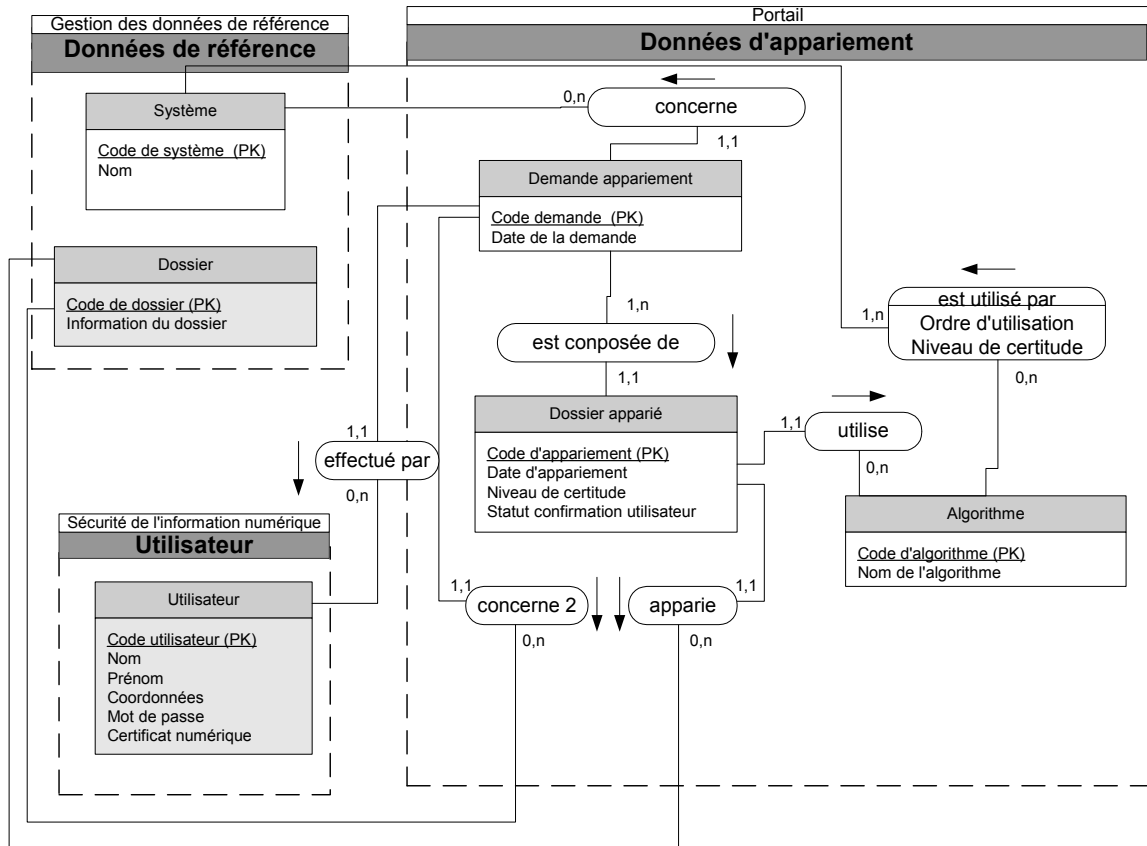 Gestion des données de référence
Données de référence
Portail
Données d'appariement
Système
Code de système (PK)
Nom
0,n
concerne
1,1
Demande appariement
Code demande (PK)
Date de la demande
Dossier
Code de dossier (PK)
Information du dossier
1,n
est conposée de
1,1
1,n
est utilisé par
Ordre d'utilisation
Niveau de certitude
0,n
Dossier apparié
Code d'appariement (PK)
Date d'appariement
Niveau de certitude
Statut confirmation utilisateur
1,1
utilise
0,n
1,1
effectué par
0,n
Algorithme
Code d'algorithme (PK)
Nom de l'algorithme
Sécurité de l'information numérique
Utilisateur
Utilisateur
Code utilisateur (PK)
Nom
Prénom
Coordonnées
Mot de passe
Certificat numérique
1,1
concerne 2
0,n
1,1
apparie
0,n